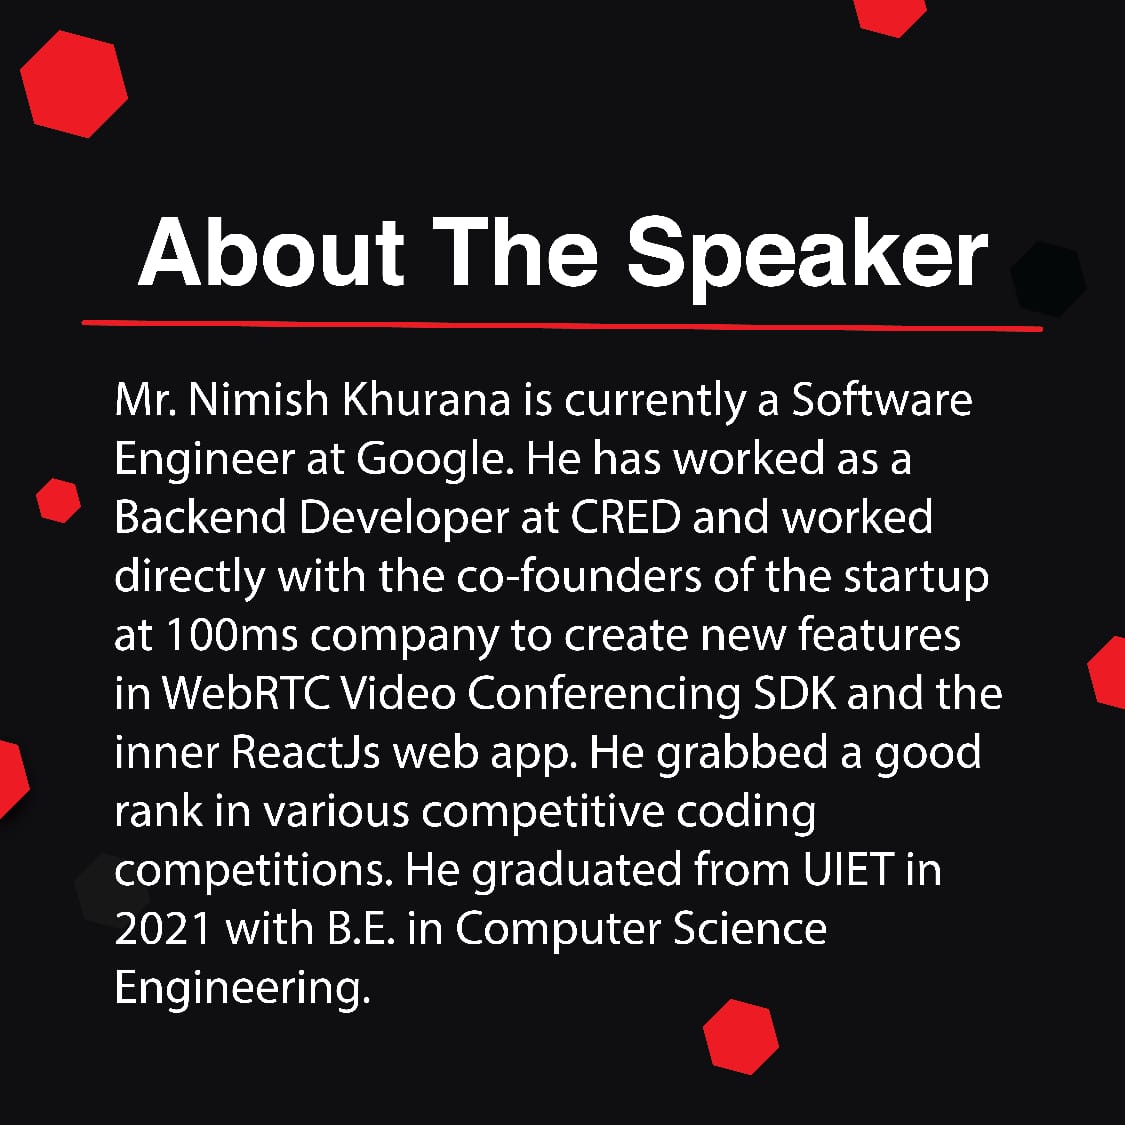 About The Speaker
Mr. Nimish Khurana is currently a Software
Engineer at Google. He has worked as a
Backend Developer at CRED and worked
directly with the co-founders of the startup
at 100ms company to create new features
in WebRTC Video Conferencing SDK and the
inner ReactJs web app. He grabbed a good
rank in various competitive coding
competitions. He graduated from UIET in
2021 with B.E. in Computer Science
Engineering.